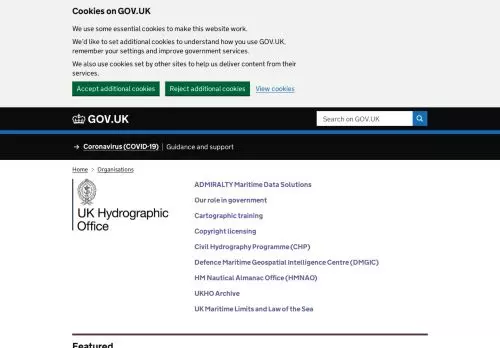 Cookies on GOV.UK
We use some essential cookies to make this website work.
We'd like to set additional cookies to understand how you use GOV.UK,
remember your settings and improve government services.
We also use cookies set by other sites to help us deliver content from their
services.
Accept additional cookies Reject additional cookies View cookies
GOV.UK Search on GOV.UK
→ Coronavirus (COVID-19) Guidance and support
Home > Organisations
UK Hydrographic
Office
ADMIRALTY Maritime Data Solutions
Our role in government
Cartographic training
Copyright licensing
Civil Hydrography Programme (CHP)
Defence Maritime Geospatial Intelligence Centre (DMGIC)
HM Nautical Almanac Office (HMNAO)
UKHO Archive
UK Maritime Limits and Law of the Sea
Featured